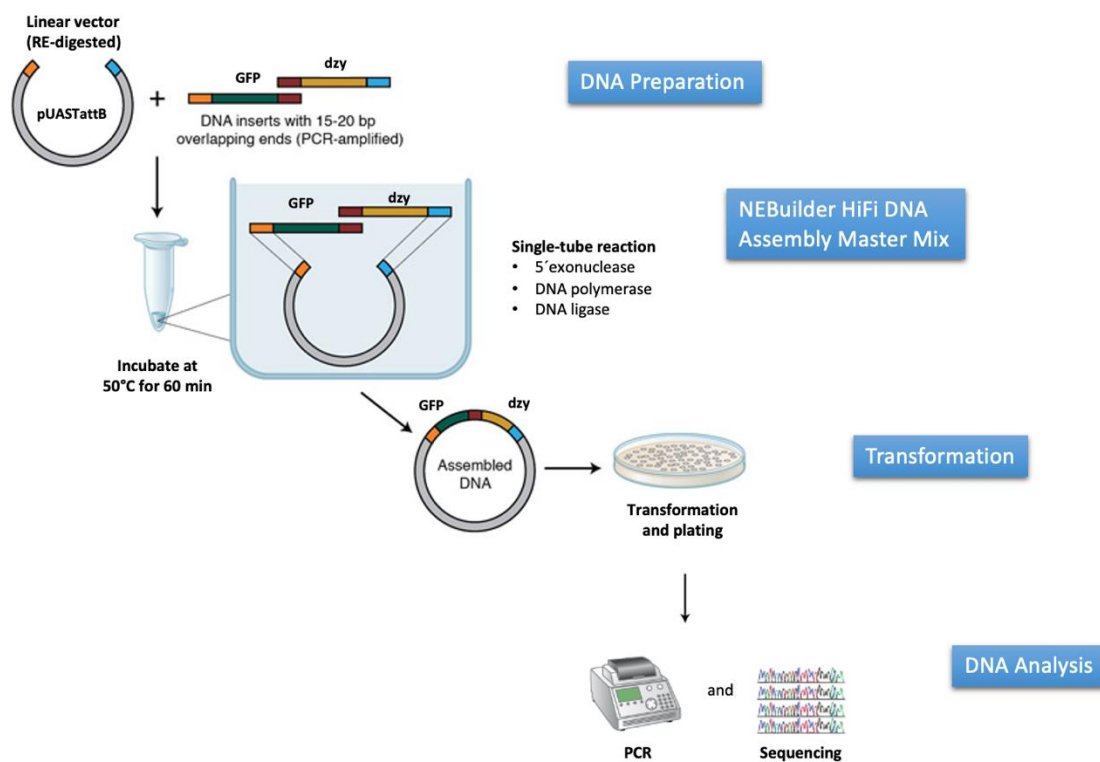 Linear vector
(RE-digested)
pUASTattB
+
GFP
dzy
DNA inserts with 15-20 bp
overlapping ends (PCR-amplified)
DNA Preparation
GFP
dzy
NEBuilder HiFi DNA
Assembly Master Mix
Single-tube reaction
• 5´exonuclease
• DNA polymerase
• DNA ligase
Incubate at
50°C for 60 min
GFP
dzy
Assembled
DNA
Transformation
Transformation
and plating
DNA Analysis
and
PCR
Sequencing